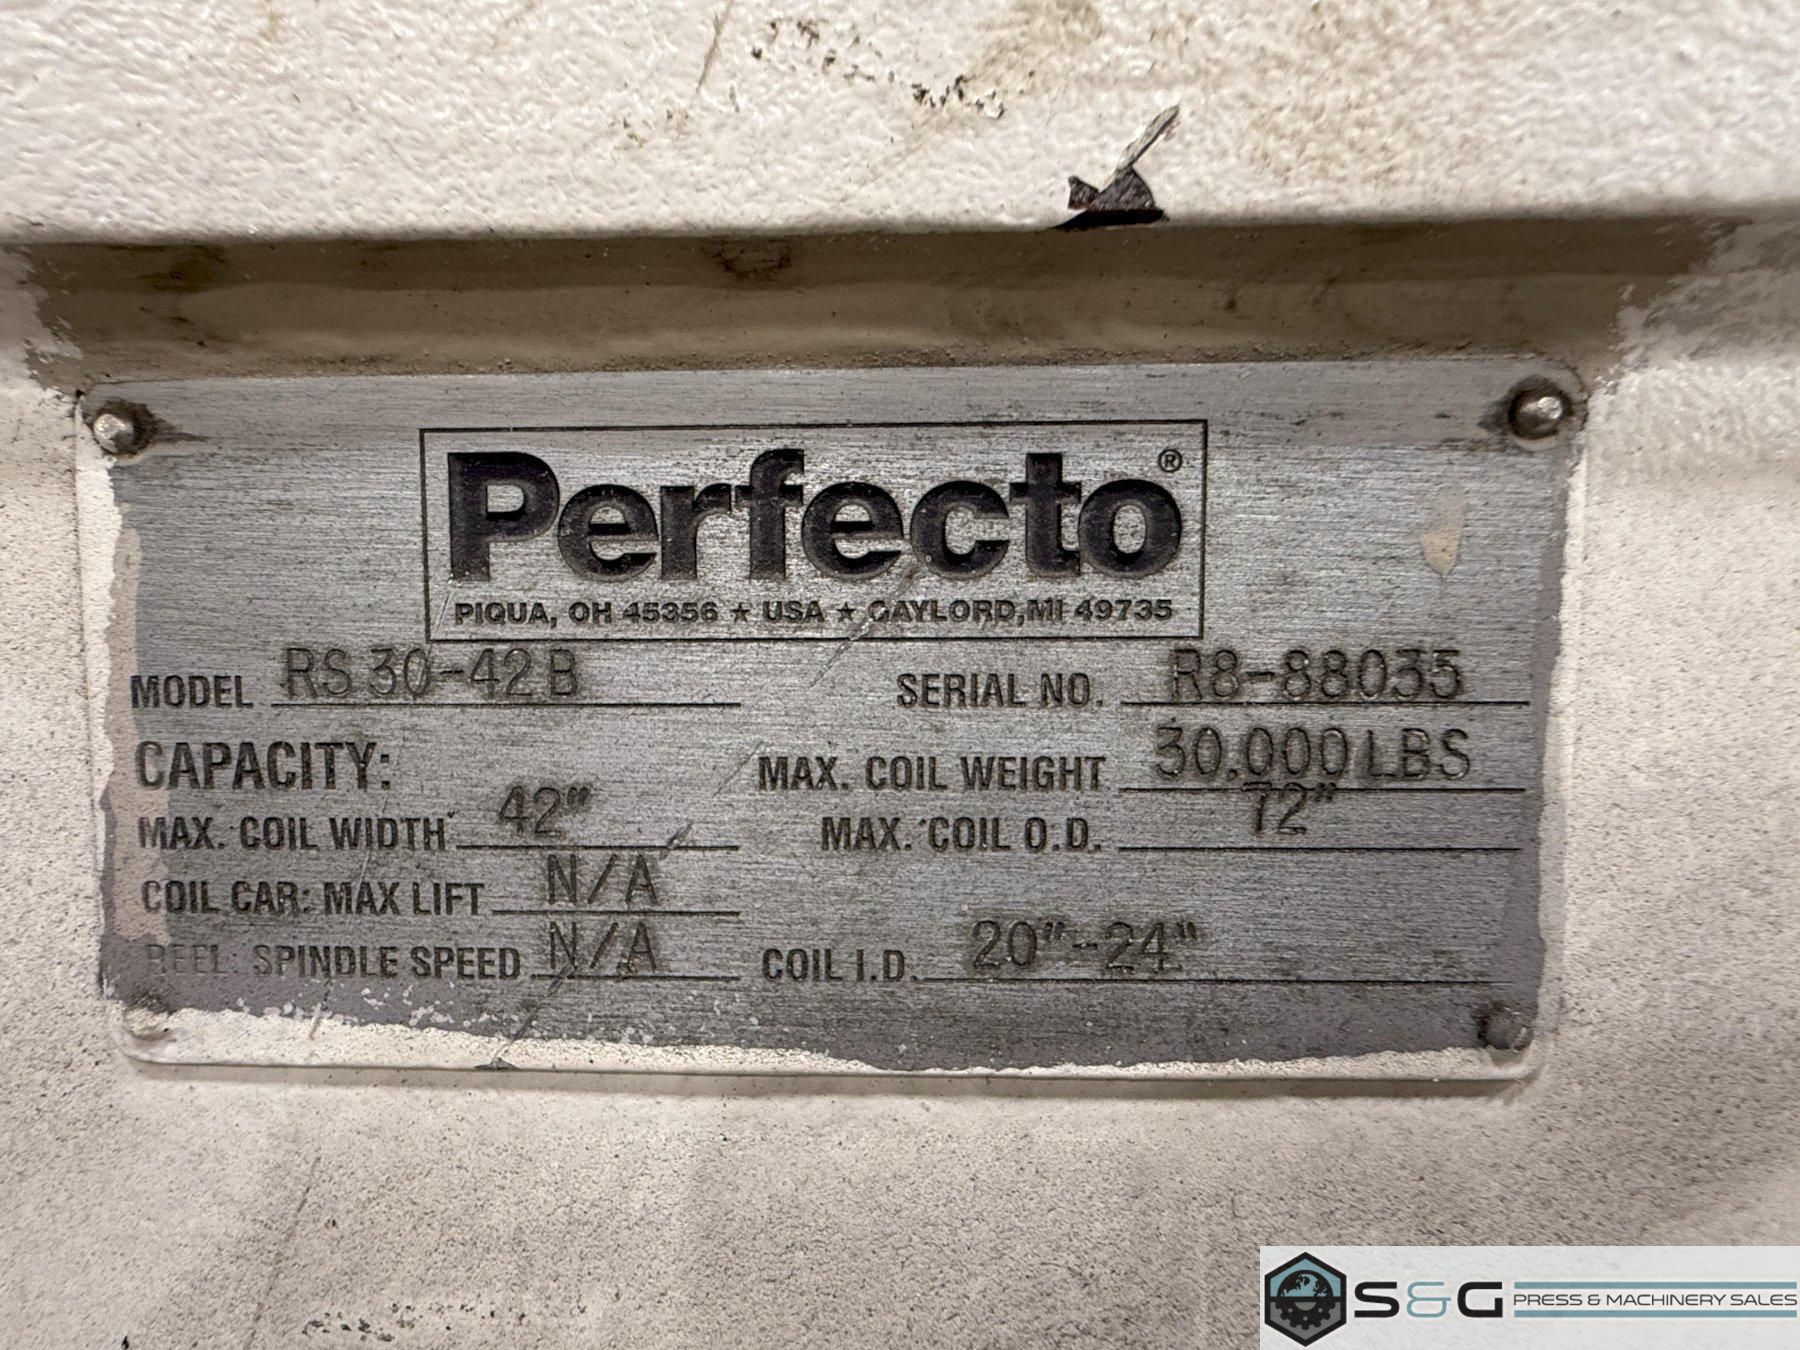 Perfecto®
PIQUA, OH 45356 ★ USA ★ GAYLORD, MI 49735
MODEL RS 30-42 B SERIAL NO. R8-88035
CAPACITY: MAX. COIL WEIGHT 30,000 LBS
MAX. COIL WIDTH 42" MAX. COIL O.D. 72"
COIL CAR: MAX LIFT N/A
REEL: SPINDLE SPEED N/A COIL I.D. 20"-24"
S&G PRESS & MACHINERY SALES